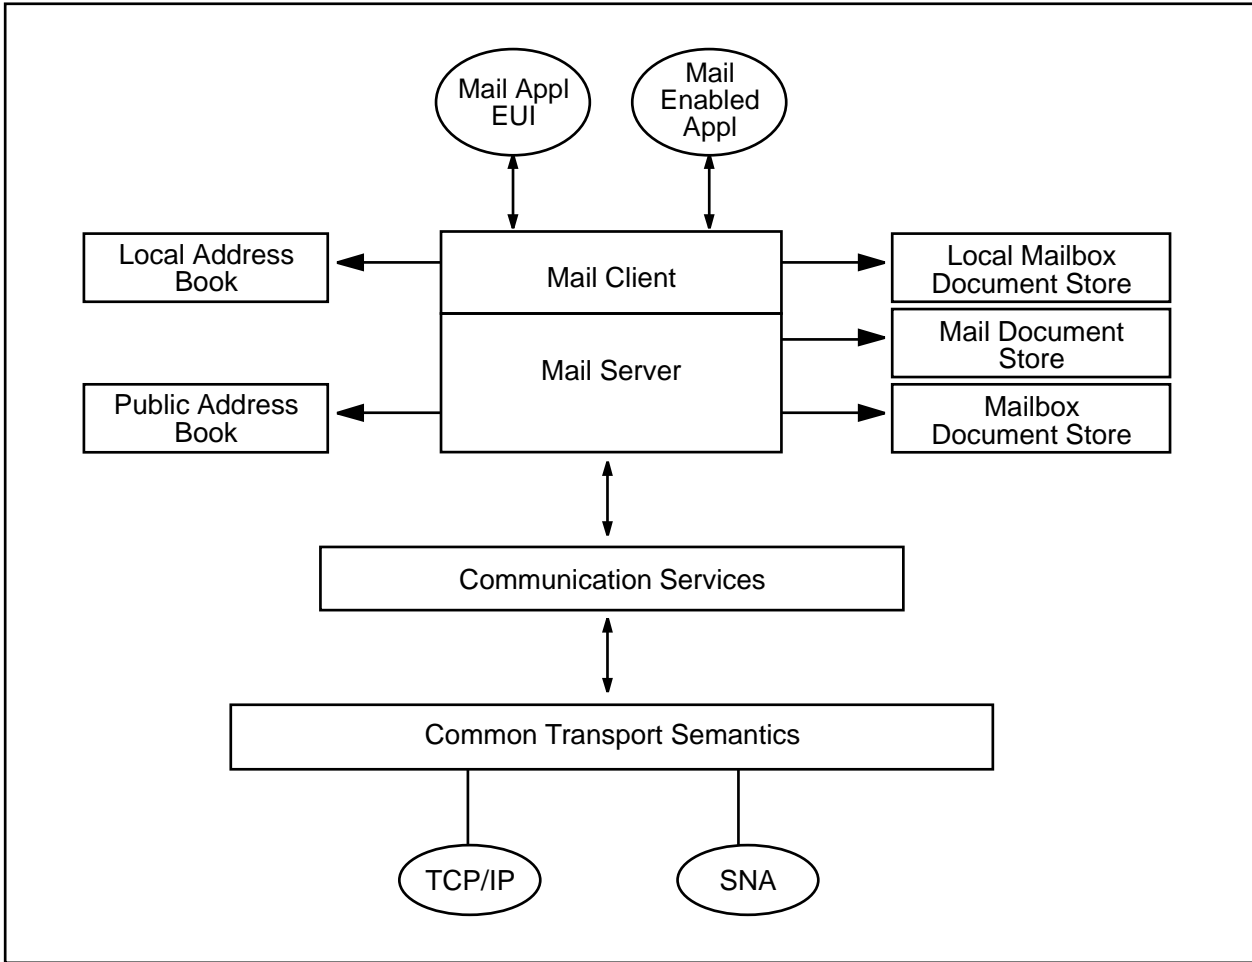 Mail Appl
EUI
Mail
Enabled
Appl
Local Address
Book
Mail Client
Local Mailbox
Document Store
Mail Document
Store
Mail Server
Public Address
Book
Mailbox
Document Store
Communication Services
Common Transport Semantics
TCP/IP
SNA